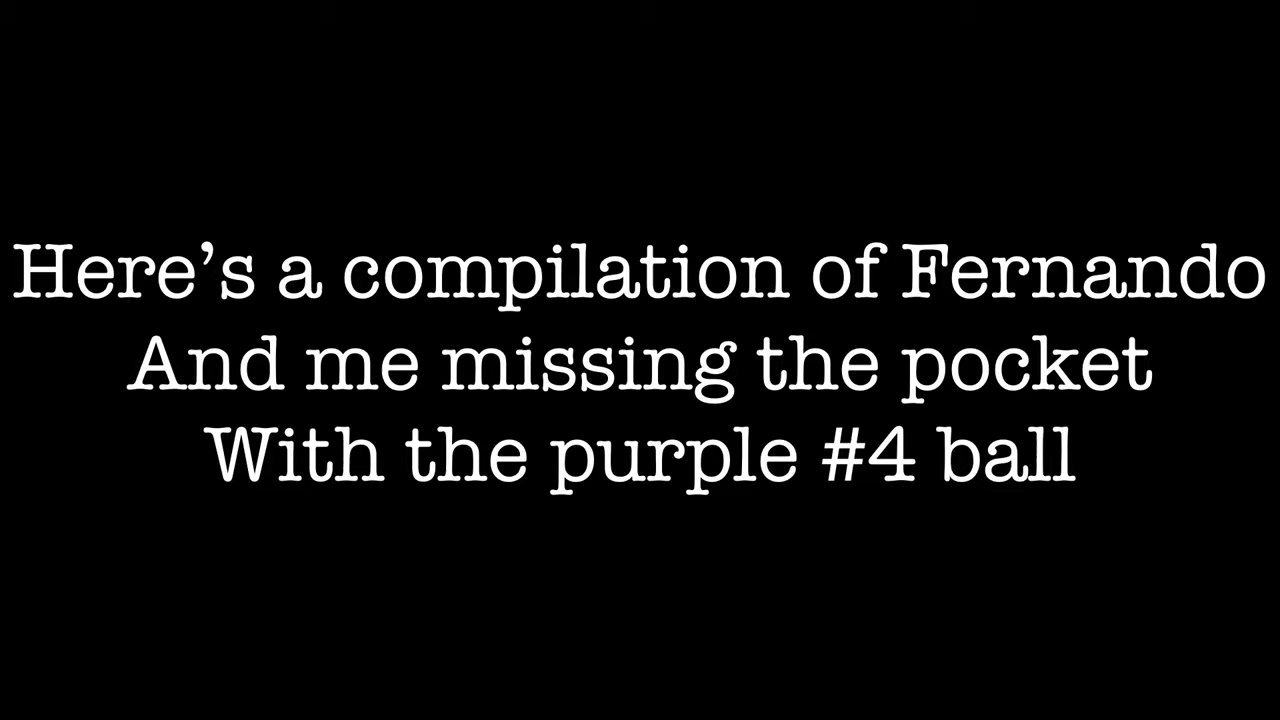 Here’s a compilation of Fernando
And me missing the pocket
With the purple #4 ball